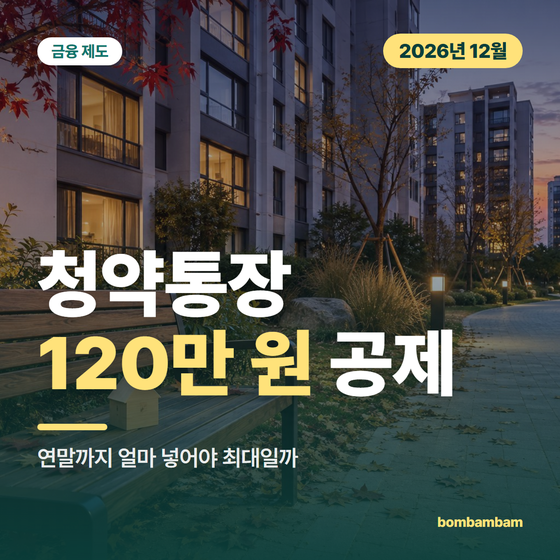 금융 제도
2026년 12월
청약통장
120만 원 공제
연말까지 얼마 넣어야 최대일까
bombambam